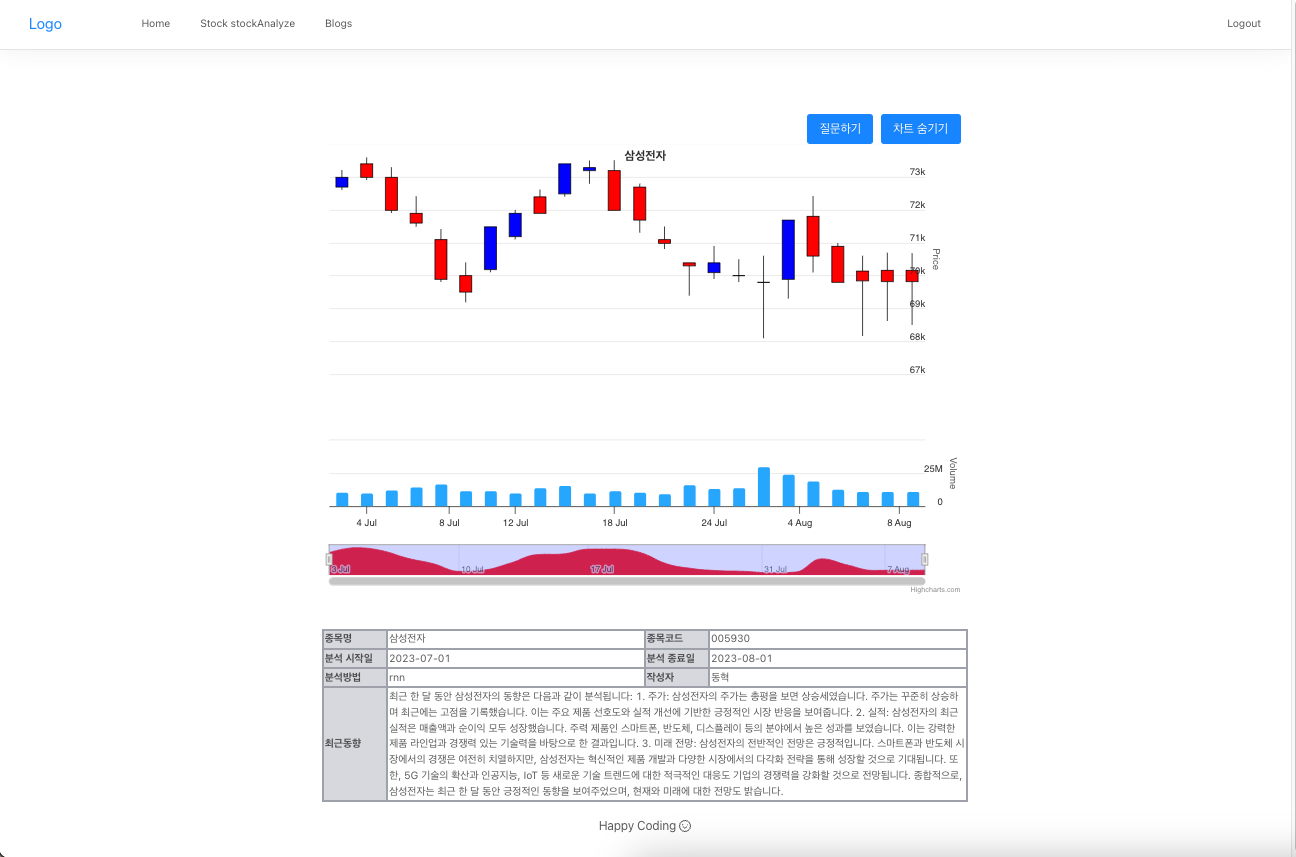 Logo
Home
Stock stockAnalyze
Blogs
Logout
질문하기
차트 숨기기
삼성전자
73k
72k
71k
70k
69k
68k
67k
Price
25M
0
Volume
4 Jul
8 Jul
12 Jul
18 Jul
24 Jul
4 Aug
8 Aug
3 Jul
10 Jul
17 Jul
31 Jul
7 Aug
Highcharts.com
종목명 삼성전자 종목코드 005930
분석 시작일 2023-07-01 분석 종료일 2023-08-01
분석방법 rnn 작성자 동혁
최근동향
최근 한 달 동안 삼성전자의 동향은 다음과 같이 분석됩니다: 1. 주가: 삼성전자의 주가는 총평을 보면 상승세였습니다. 주가는 꾸준히 상승하
며 최근에는 고점을 기록했습니다. 이는 주요 제품 선호도와 실적 개선에 기반한 긍정적인 시장 반응을 보여줍니다. 2. 실적: 삼성전자의 최근
실적은 매출액과 순이익 모두 성장했습니다. 주력 제품인 스마트폰, 반도체, 디스플레이 등의 분야에서 높은 성과를 보였습니다. 이는 강력한
제품 라인업과 경쟁력 있는 기술력을 바탕으로 한 결과입니다. 3. 미래 전망: 삼성전자의 전반적인 전망은 긍정적입니다. 스마트폰과 반도체 시
장에서의 경쟁은 여전히 치열하지만, 삼성전자는 혁신적인 제품 개발과 다양한 시장에서의 다각화 전략을 통해 성장할 것으로 기대됩니다. 또
한, 5G 기술의 확산과 인공지능, IoT 등 새로운 기술 트렌드에 대한 적극적인 대응도 기업의 경쟁력을 강화할 것으로 전망됩니다. 종합적으로,
삼성전자는 최근 한 달 동안 긍정적인 동향을 보여주었으며, 현재와 미래에 대한 전망도 밝습니다.
Happy Coding